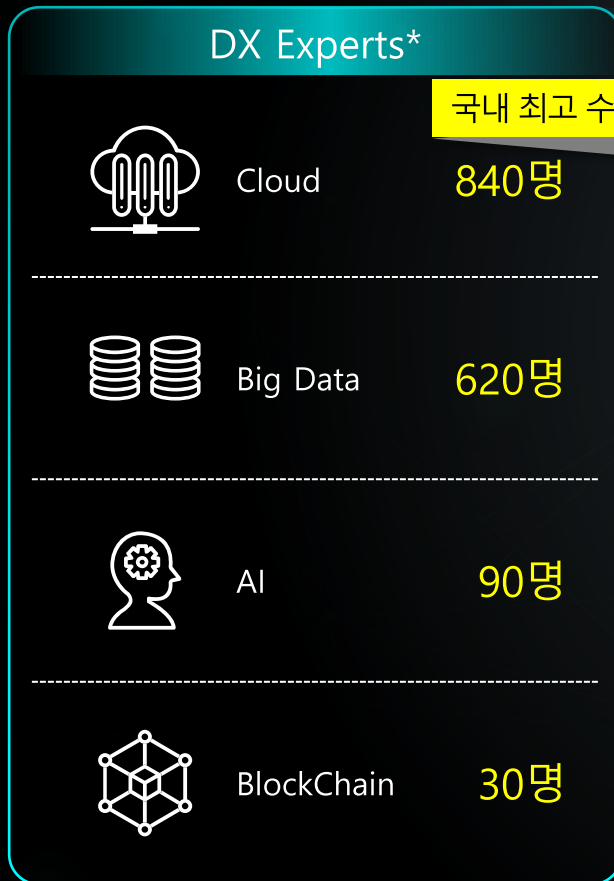 DX Experts*
국내 최고 수
Cloud 840명
Big Data 620명
AI 90명
BlockChain 30명